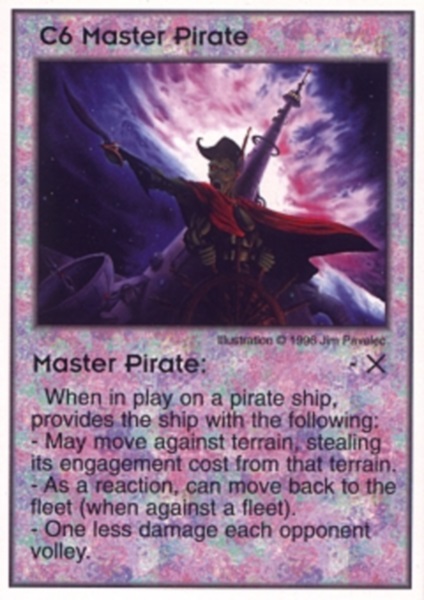 C6 Master Pirate
Illustration © 1998 Jim Pavelec
Master Pirate: - X
When in play on a pirate ship,
provides the ship with the following:
- May move against terrain, stealing
its engagement cost from that terrain.
- As a reaction, can move back to the
fleet (when against a fleet).
- One less damage each opponent
volley.